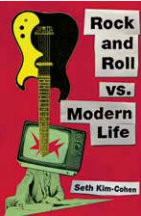 Rock
and
Roll
vs.
Modern
Life
Seth Kim-Cohen